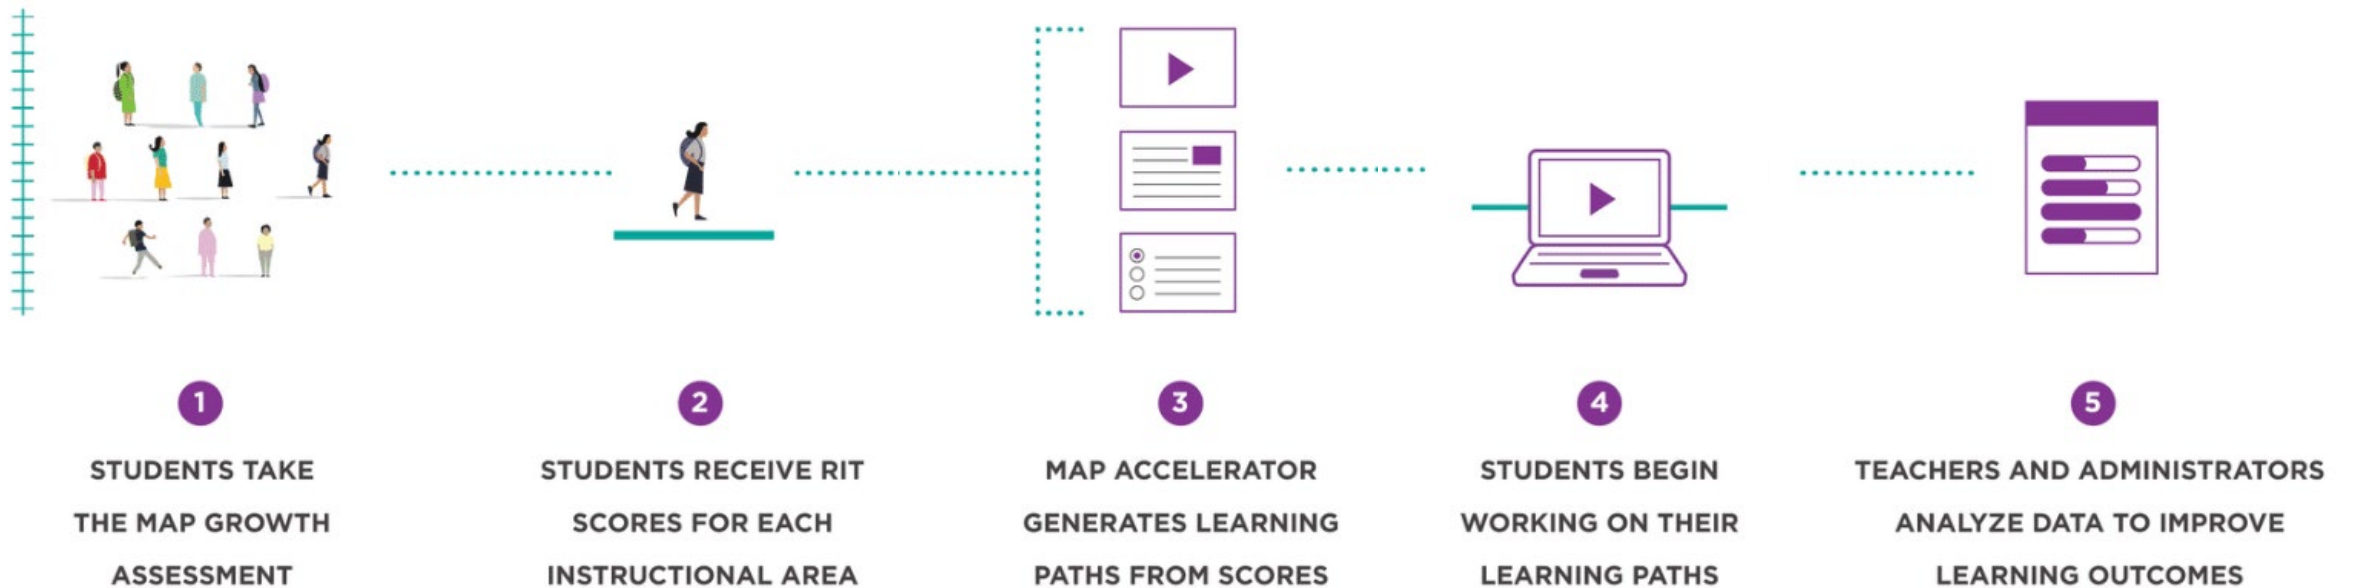 1
STUDENTS TAKE
THE MAP GROWTH
ASSESSMENT
2
STUDENTS RECEIVE RIT
SCORES FOR EACH
INSTRUCTIONAL AREA
3
MAP ACCELERATOR
GENERATES LEARNING
PATHS FROM SCORES
4
STUDENTS BEGIN
WORKING ON THEIR
LEARNING PATHS
5
TEACHERS AND ADMINISTRATORS
ANALYZE DATA TO IMPROVE
LEARNING OUTCOMES